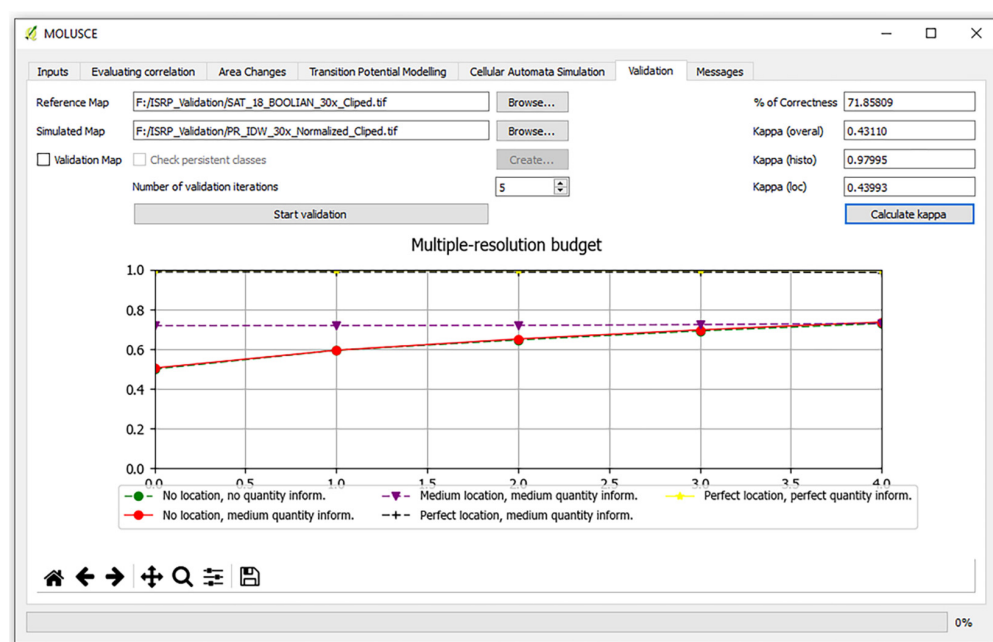 MOLUSCE
Inputs Evaluating correlation Area Changes Transition Potential Modelling Cellular Automata Simulation Validation Messages
Reference Map F:/ISRP_Validation/SAT_18_BOOLIAN_30x_Cliped.tif Browse... % of Correctness 71.85809
Simulated Map F:/ISRP_Validation/PR_IDW_30x_Normalized_Cliped.tif Browse... Kappa (overal) 0.43110
Validation Map Check persistent classes Create... Kappa (histo) 0.97995
Number of validation iterations 5 Kappa (loc) 0.43993
Start validation Calculate kappa
Multiple-resolution budget
1.0
0.8
0.6
0.4
0.2
0.0
0.0 0.5 1.0 1.5 2.0 2.5 3.0 3.5 4.0
No location, no quantity inform. Medium location, medium quantity inform. Perfect location, perfect quantity inform.
No location, medium quantity inform. Perfect location, medium quantity inform.
0%